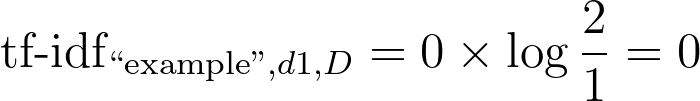 tf-idf“example”,d1,D = 0 × log 2/1 = 0